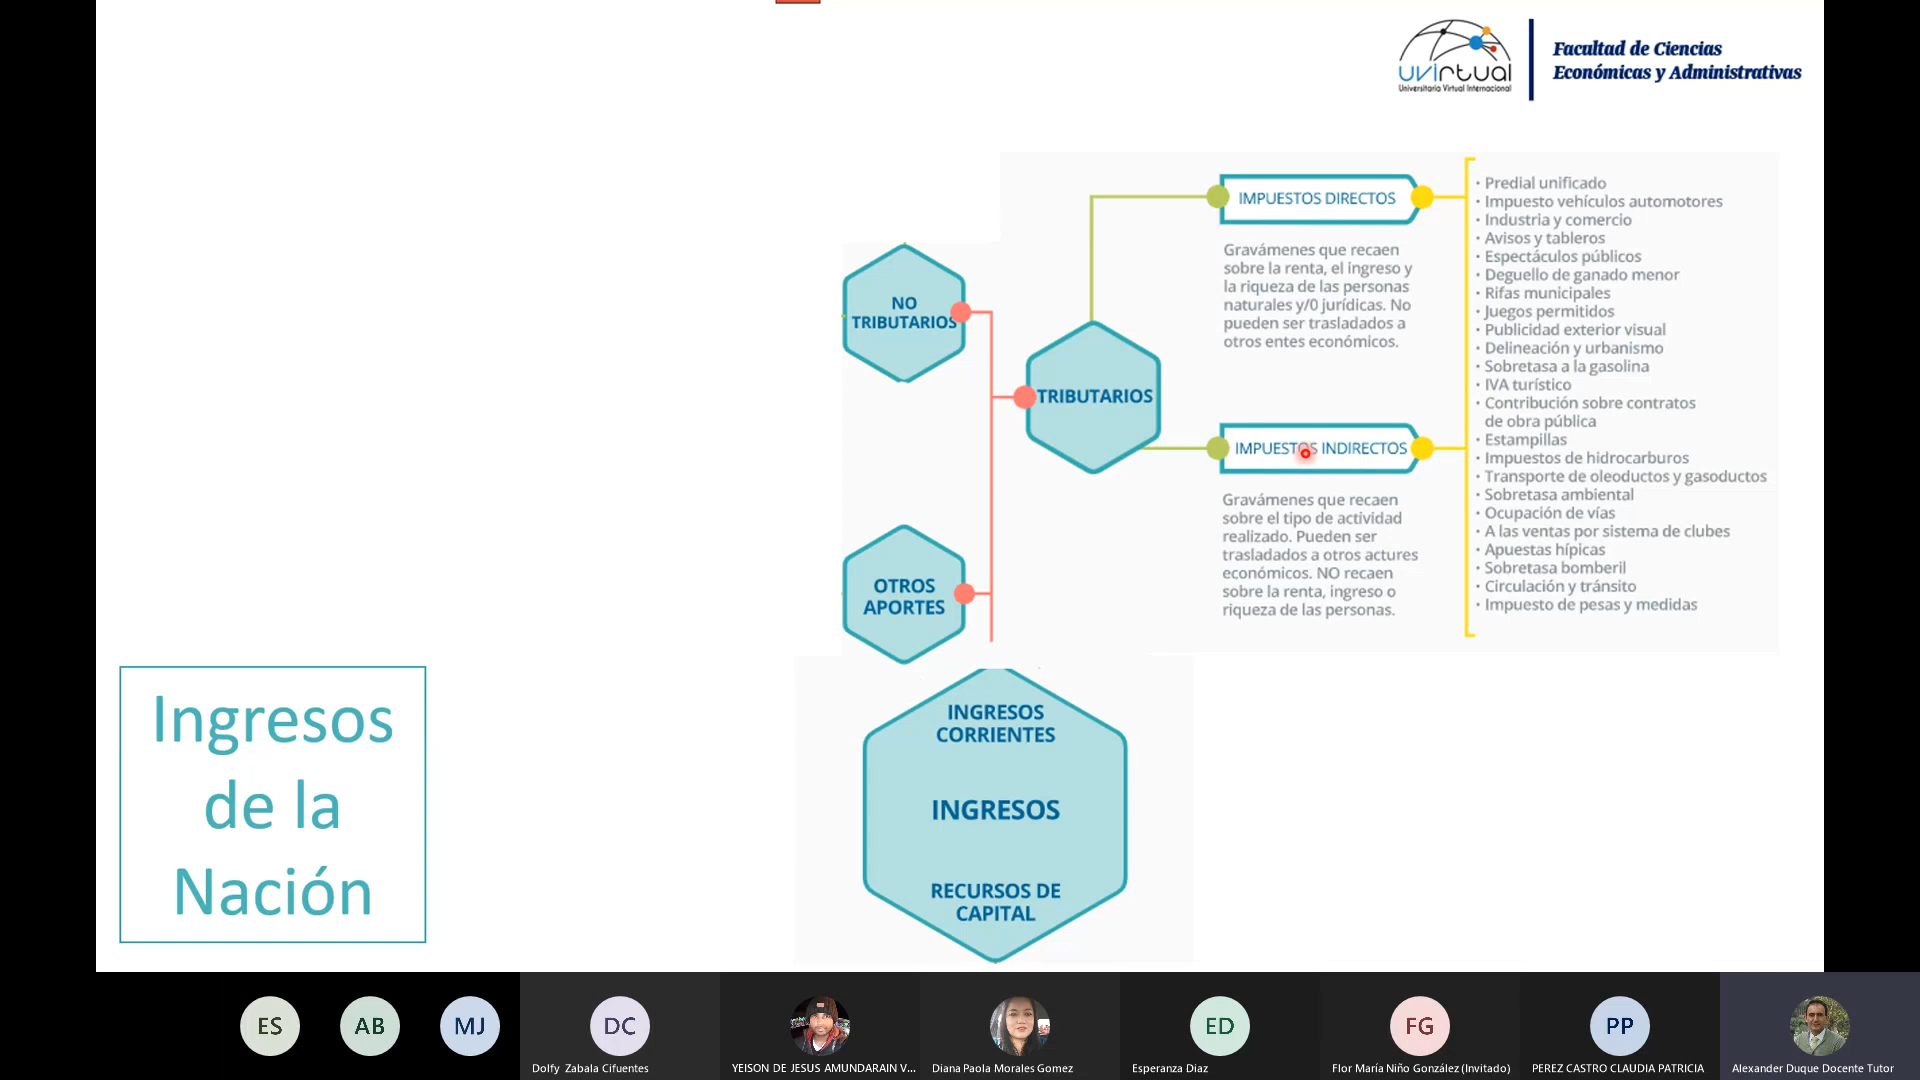 uvirtual
Universitaria Virtual Internacional
Facultad de Ciencias
Económicas y Administrativas
NO
TRIBUTARIOS
TRIBUTARIOS
OTROS
APORTES
IMPUESTOS DIRECTOS
Gravámenes que recaen
sobre la renta, el ingreso y
la riqueza de las personas
naturales y/0 jurídicas. No
pueden ser trasladados a
otros entes económicos.
IMPUESTOS INDIRECTOS
Gravámenes que recaen
sobre el tipo de actividad
realizado. Pueden ser
trasladados a otros actures
económicos. NO recaen
sobre la renta, ingreso o
riqueza de las personas.
· Predial unificado
· Impuesto vehículos automotores
· Industria y comercio
· Avisos y tableros
· Espectáculos públicos
· Deguello de ganado menor
· Rifas municipales
· Juegos permitidos
· Publicidad exterior visual
· Delineación y urbanismo
· Sobretasa a la gasolina
· IVA turístico
· Contribución sobre contratos
de obra pública
· Estampillas
· Impuestos de hidrocarburos
· Transporte de oleoductos y gasoductos
· Sobretasa ambiental
· Ocupación de vías
· A las ventas por sistema de clubes
· Apuestas hípicas
· Sobretasa bomberil
· Circulación y tránsito
· Impuesto de pesas y medidas
INGRESOS
CORRIENTES
INGRESOS
RECURSOS DE
CAPITAL
Ingresos
de la
Nación
ES
AB
MJ
DC
Dolfy Zabala Cifuentes
YEISON DE JESUS AMUNDARAIN V...
Diana Paola Morales Gomez
ED
Esperanza Diaz
FG
Flor María Niño González (Invitado)
PP
PEREZ CASTRO CLAUDIA PATRICIA
Alexander Duque Docente Tutor